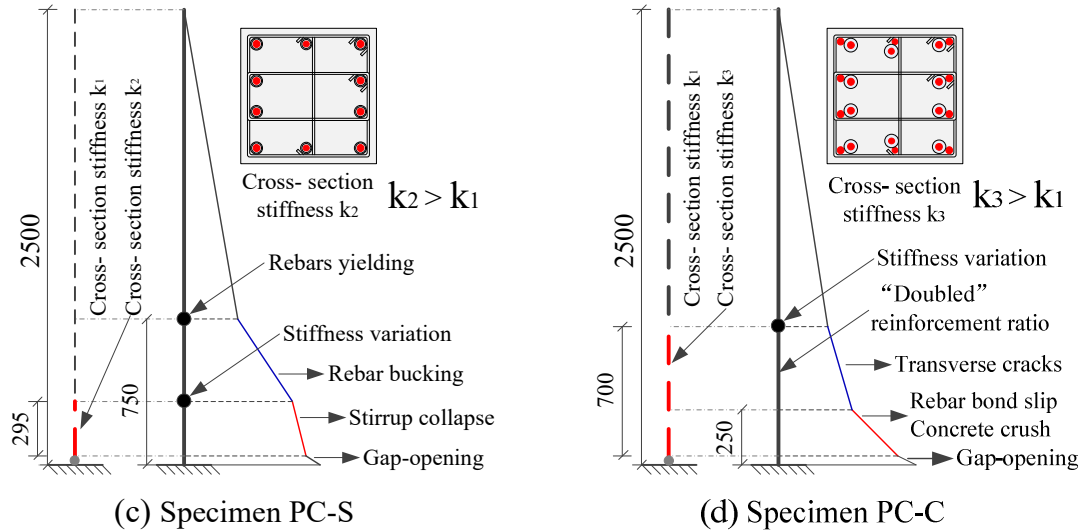 2500
Cross- section stiffness k1
Cross- section stiffness k2
Cross- section
stiffness k2
k2 > k1
Rebars yielding
Stiffness variation
Rebar bucking
Stirrup collapse
Gap-opening
750
295
(c) Specimen PC-S
2500
Cross- section stiffness k1
Cross- section stiffness k3
Cross- section
stiffness k3
k3 > k1
Stiffness variation
“Doubled”
reinforcement ratio
Transverse cracks
Rebar bond slip
Concrete crush
Gap-opening
700
250
(d) Specimen PC-C